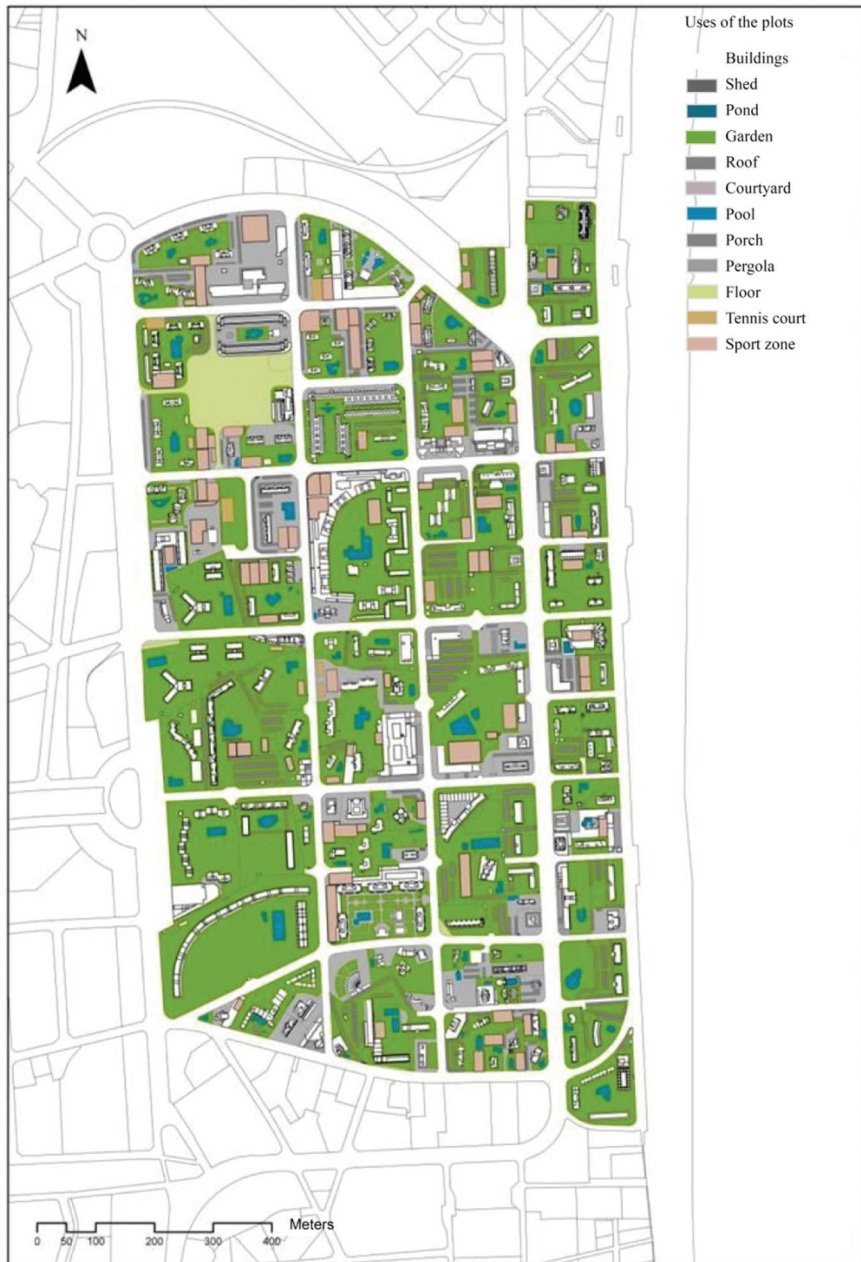 Uses of the plots
N
Buildings
Shed
Pond
Garden
Roof
Courtyard
Pool
Porch
Pergola
Floor
Tennis court
Sport zone
Meters
0 50 100 200 300 400